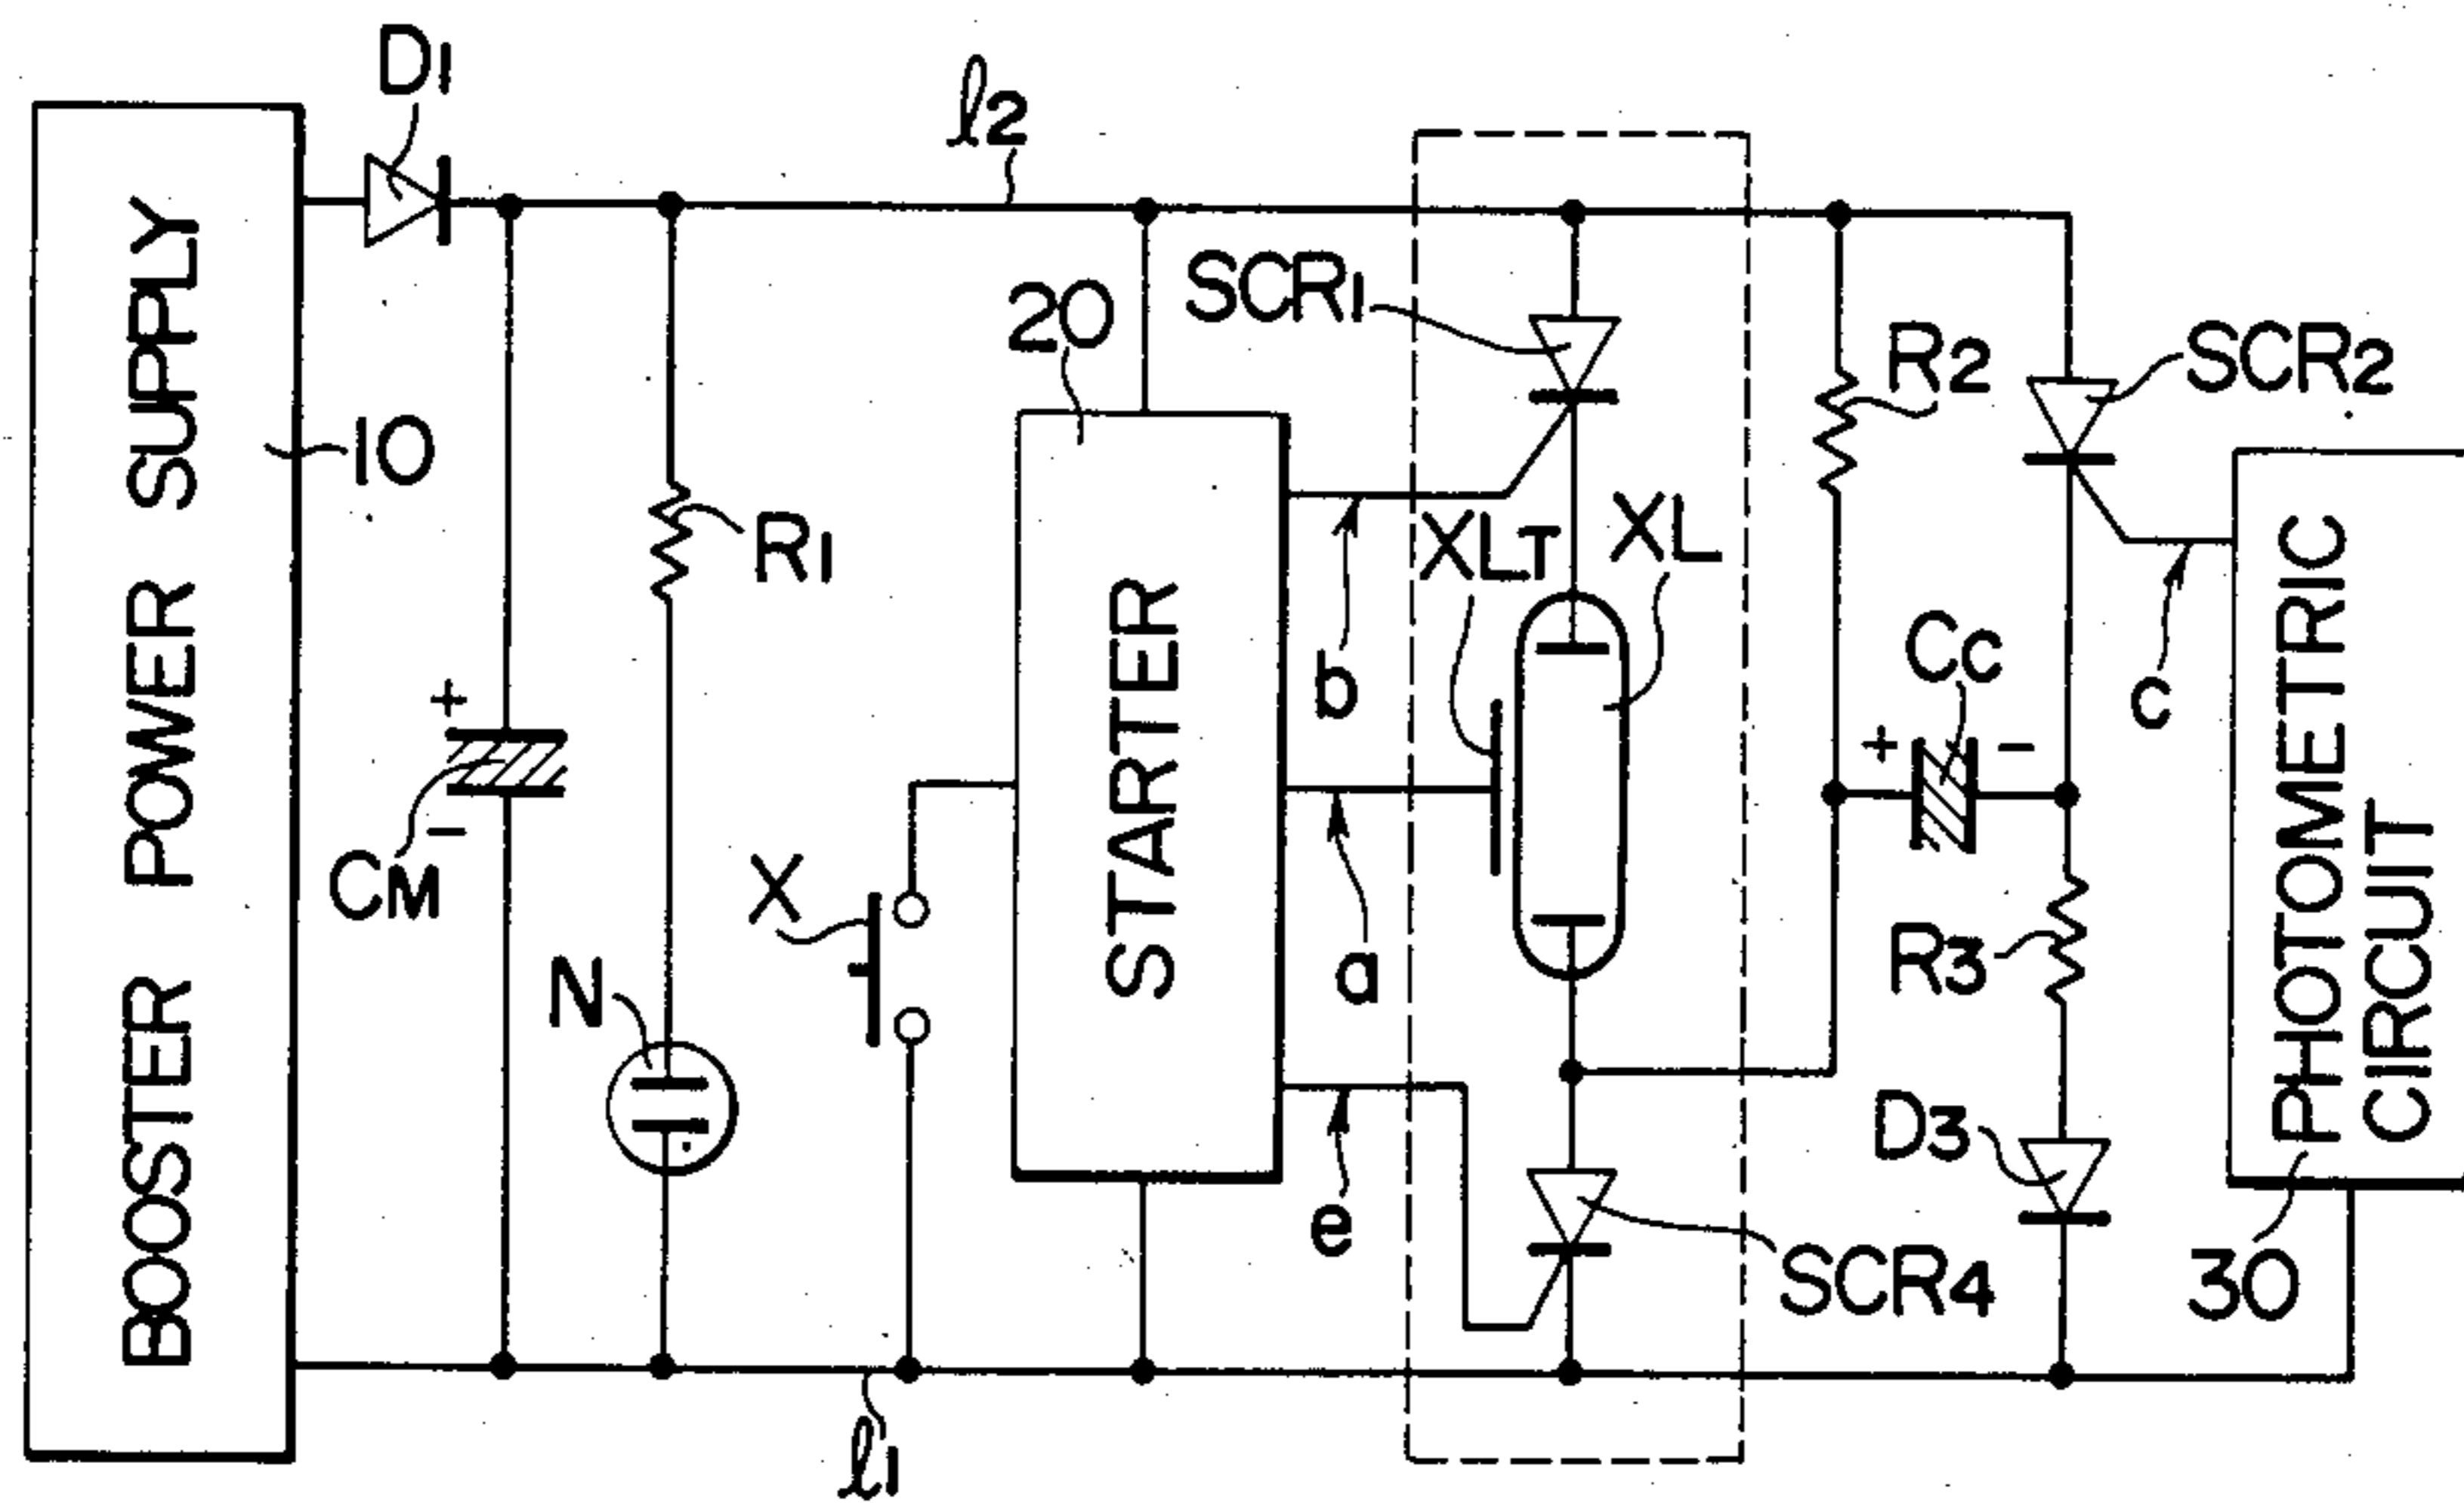 D1
l2
BOOSTER POWER SUPPLY
10
20
SCR1
R2
SCR2
R1
XLT
XL
b
Cc
c
+
CM
-
+
-
STARTER
X
N
a
R3
PHOTOMETRIC
CIRCUIT
D3
e
SCR4
30
l1